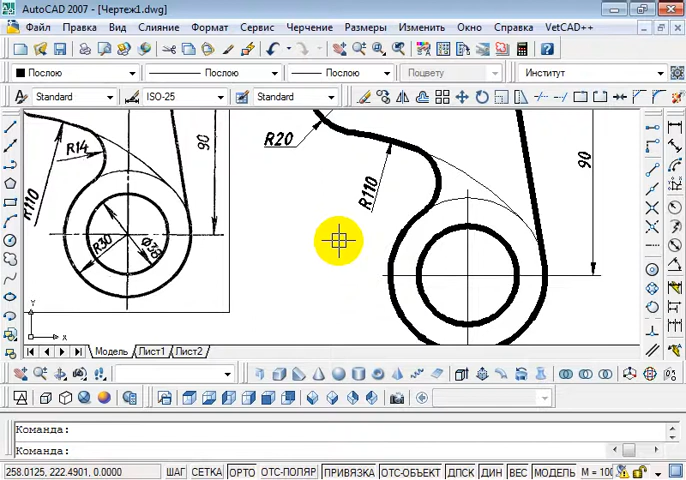 AutoCAD 2007 - [Чертеж1.dwg]
Файл Правка Вид Слияние Формат Сервис Черчение Размеры Изменить Окно Справка VetCAD++
Послою Послою Послою Поцвету Институт
Standard ISO-25 Standard
R20
90
R14
90
R110
R110
R30
Ø38
Y
X
Модель Лист1 Лист2
Команда:
Команда:
258.0125, 222.4901, 0.0000 ШАГ СЕТКА ОРТО ОТС-ПОЛЯР ПРИВЯЗКА ОТС-ОБЪЕКТ ДПСК ДИН ВЕС МОДЕЛЬ М = 100